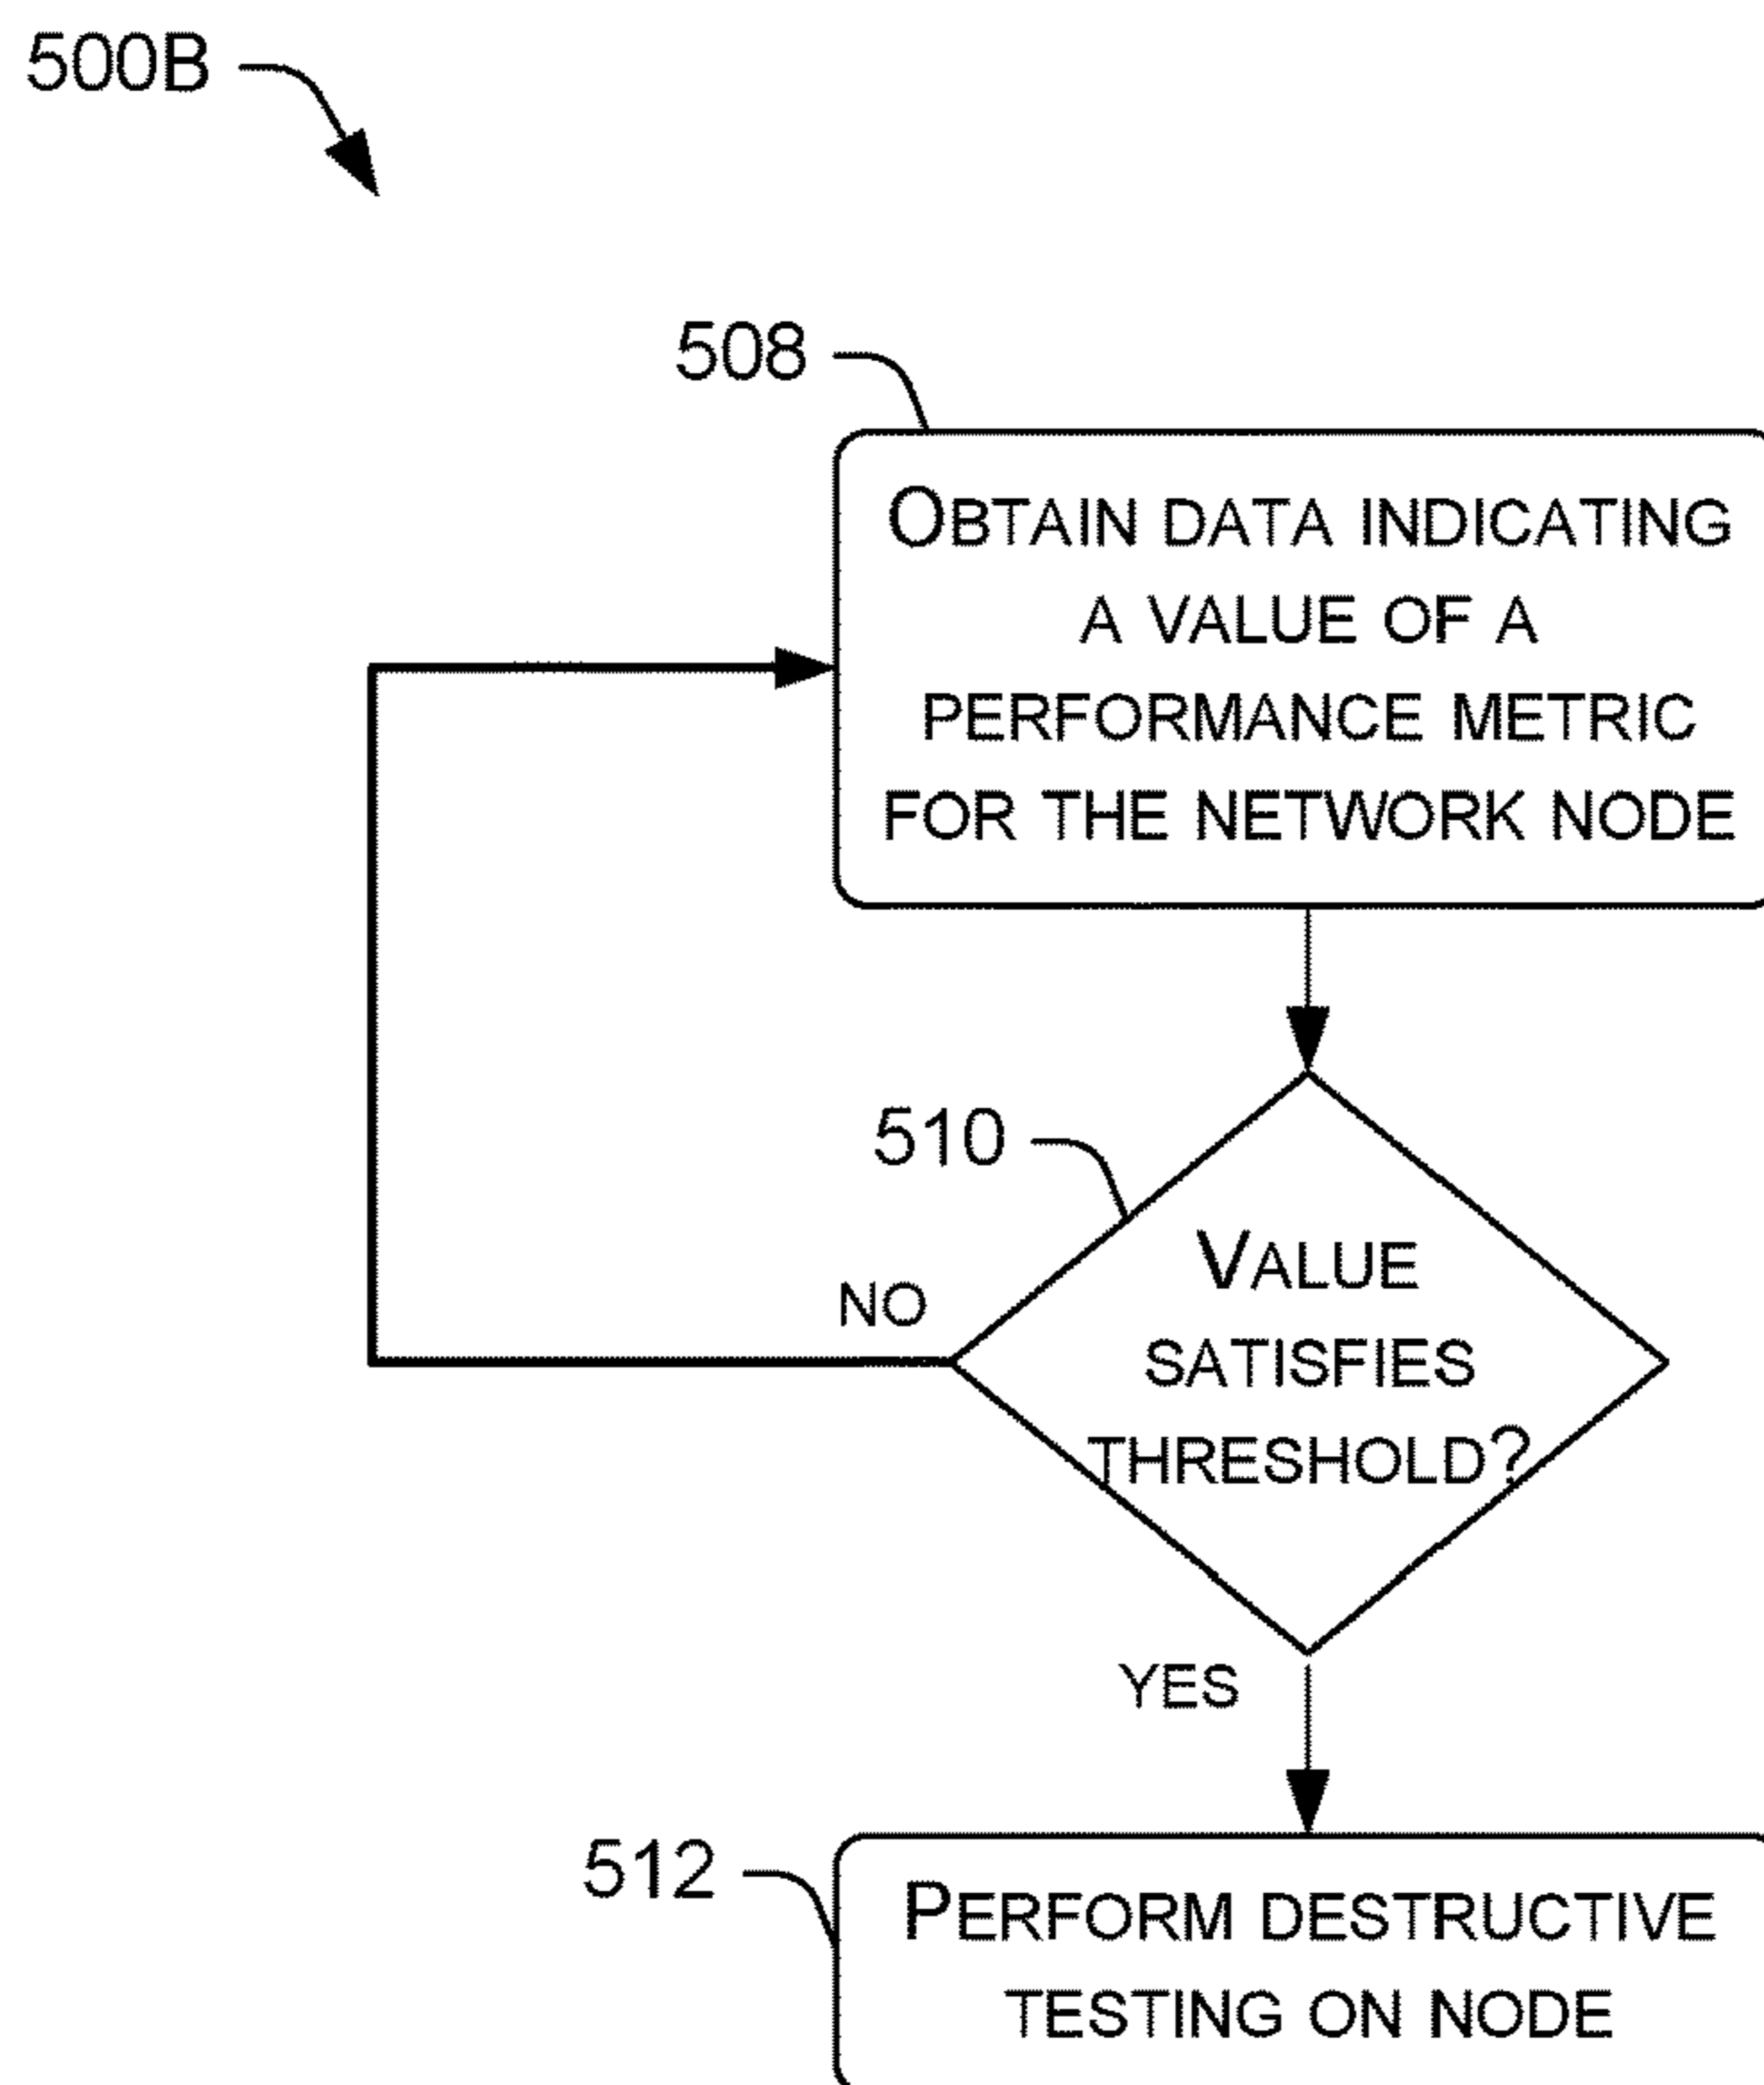 500B
508
OBTAIN DATA INDICATING
A VALUE OF A
PERFORMANCE METRIC
FOR THE NETWORK NODE
510
VALUE
SATISFIES
THRESHOLD?
NO
YES
512
PERFORM DESTRUCTIVE
TESTING ON NODE